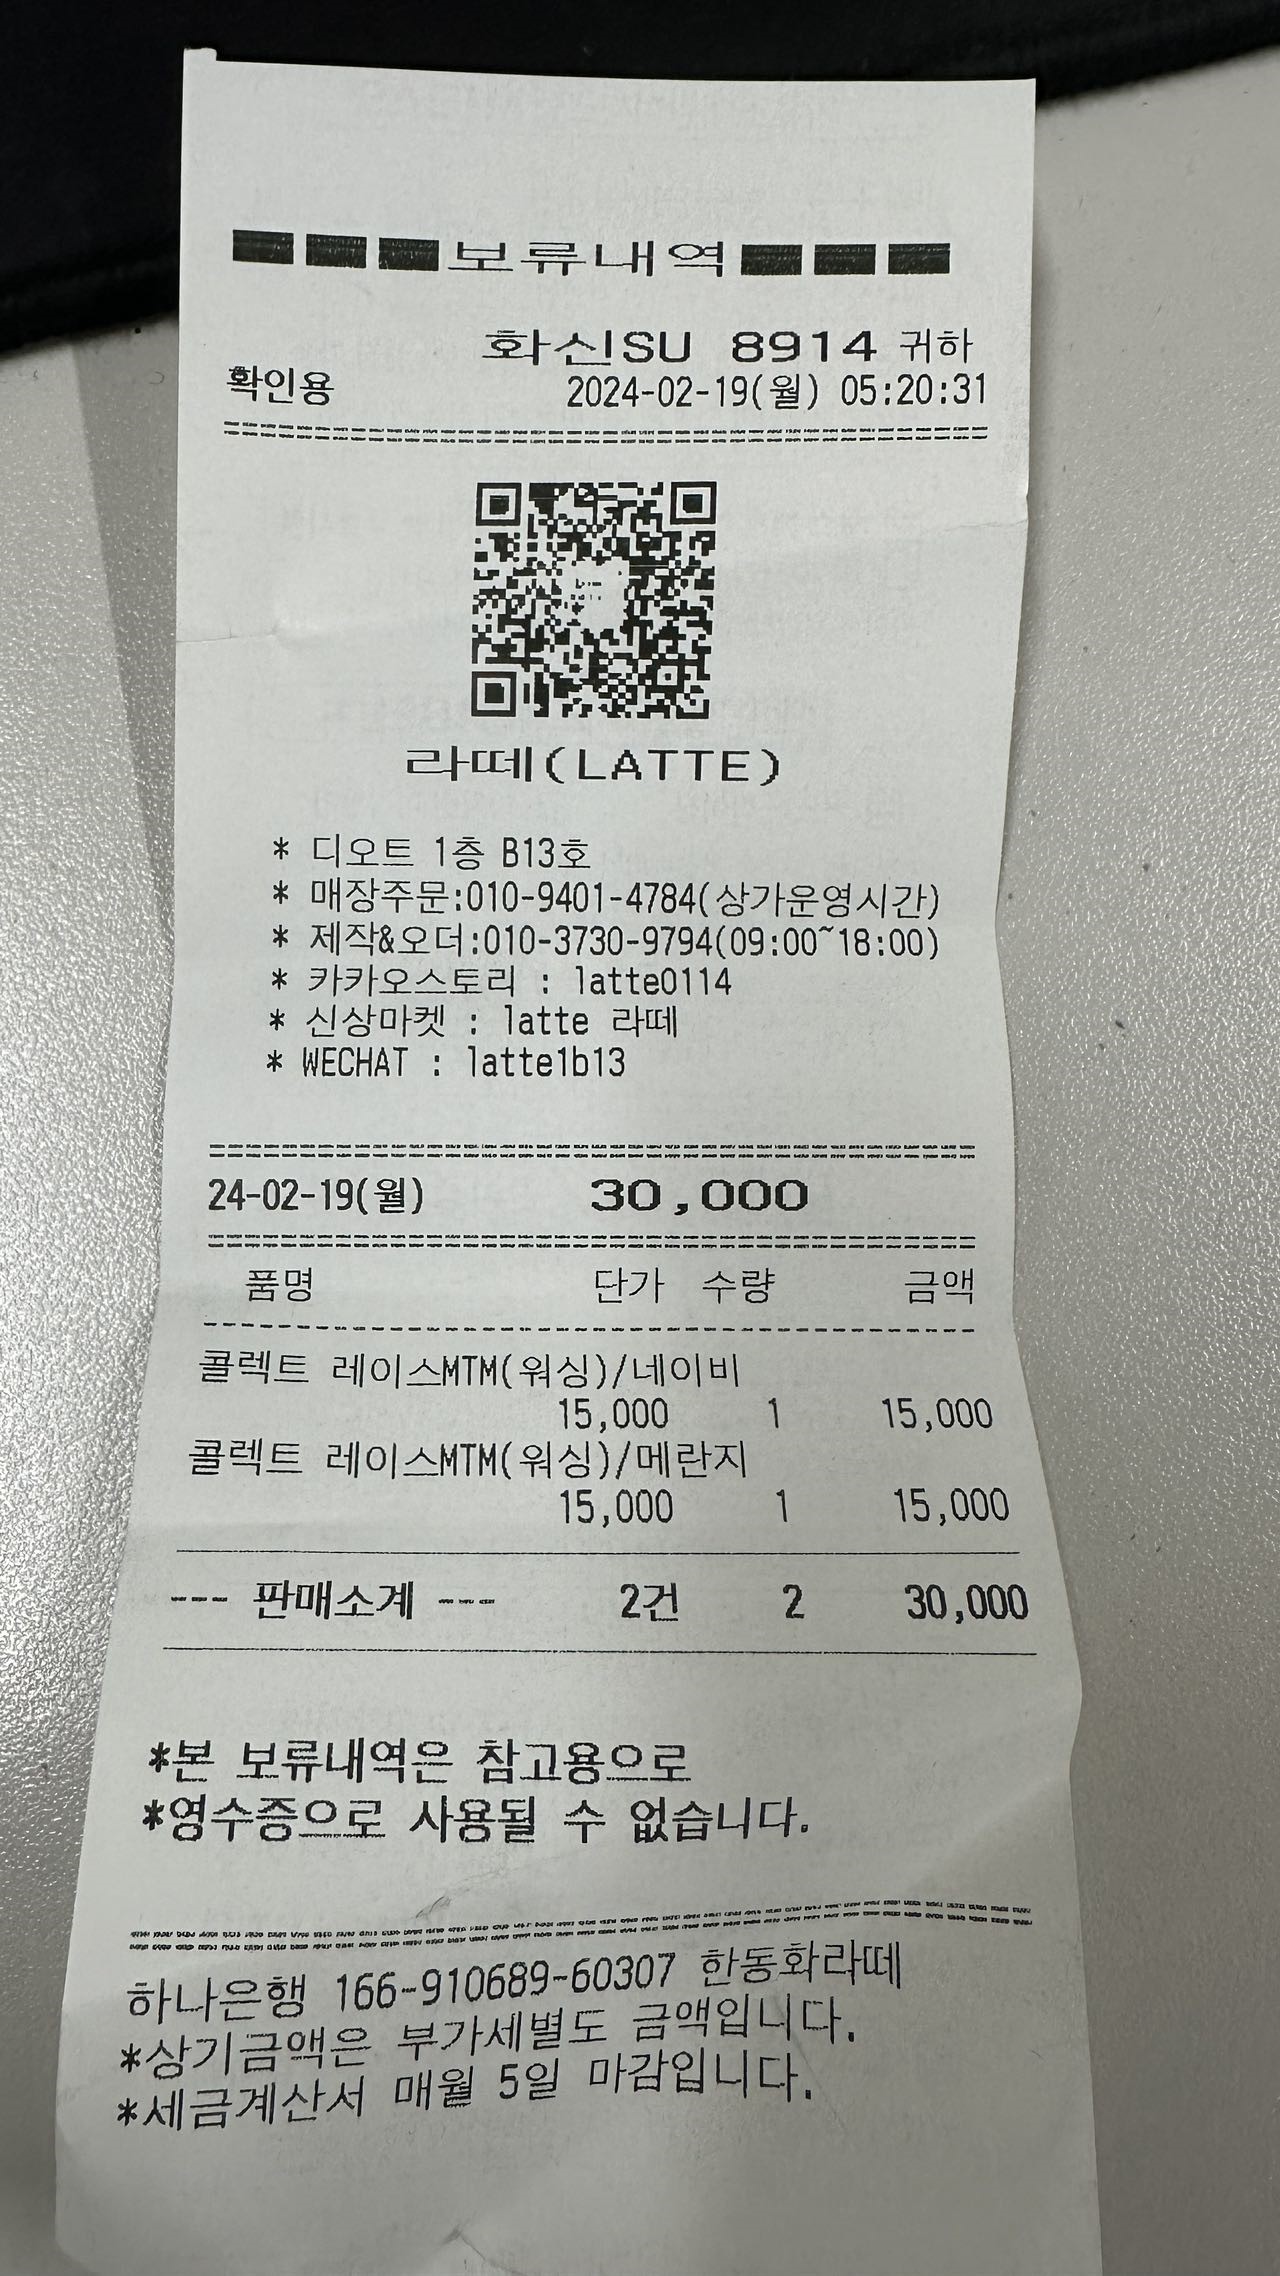 ■■■보류내역■■■
화신SU 8914 귀하
확인용 2024-02-19(월) 05:20:31
라떼(LATTE)
* 디오트 1층 B13호
* 매장주문:010-9401-4784(상가운영시간)
* 제작&오더:010-3730-9794(09:00~18:00)
* 카카오스토리 : latte0114
* 신상마켓 : latte 라떼
* WECHAT : latte1b13
24-02-19(월) 30,000
품명 단가 수량 금액
콜렉트 레이스MTM(워싱)/네이비
15,000 1 15,000
콜렉트 레이스MTM(워싱)/메란지
15,000 1 15,000
--- 판매소계 --- 2건 2 30,000
*본 보류내역은 참고용으로
*영수증으로 사용될 수 없습니다.
하나은행 166-910689-60307 한동화라떼
*상기금액은 부가세별도 금액입니다.
*세금계산서 매월 5일 마감입니다.